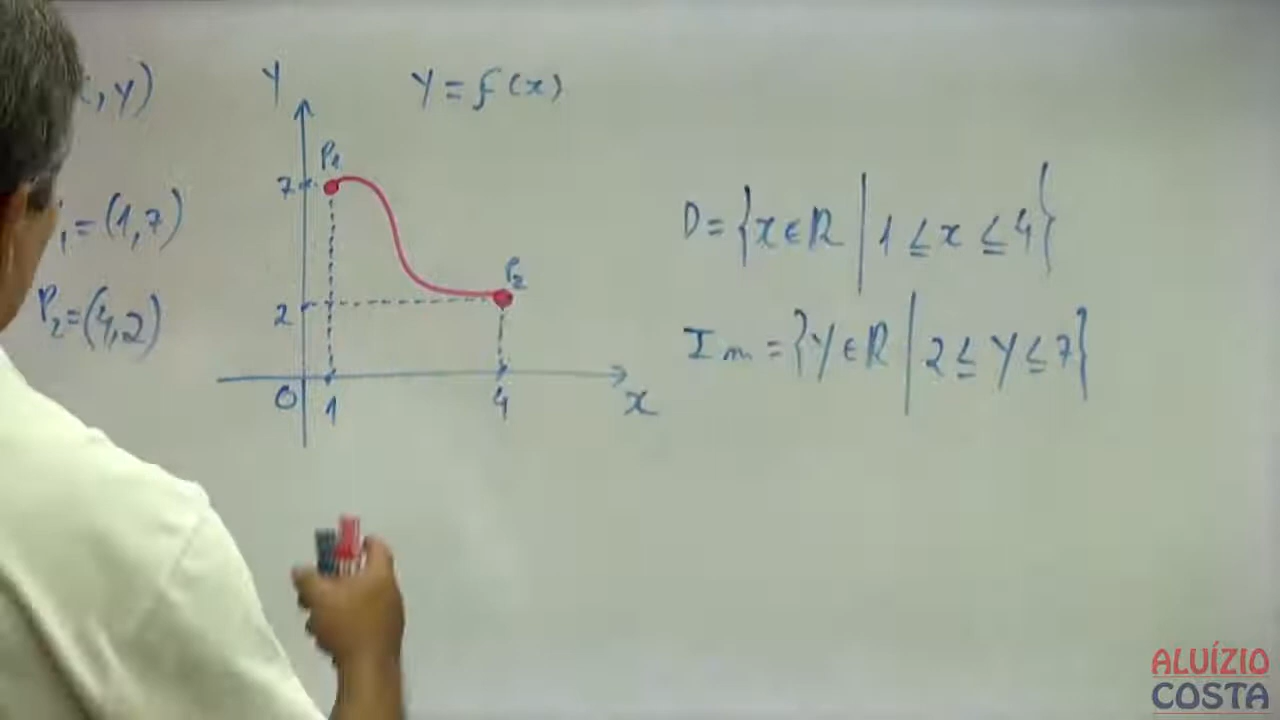 , y)
Y
Y = f(x)
P1
7
1 = (1,7)
D = {x ∈ R | 1 ≤ x ≤ 4}
P2
P2 = (4,2)
2
Im = {Y ∈ R | 2 ≤ Y ≤ 7}
0 1 4 x
ALUÍZIO
COSTA